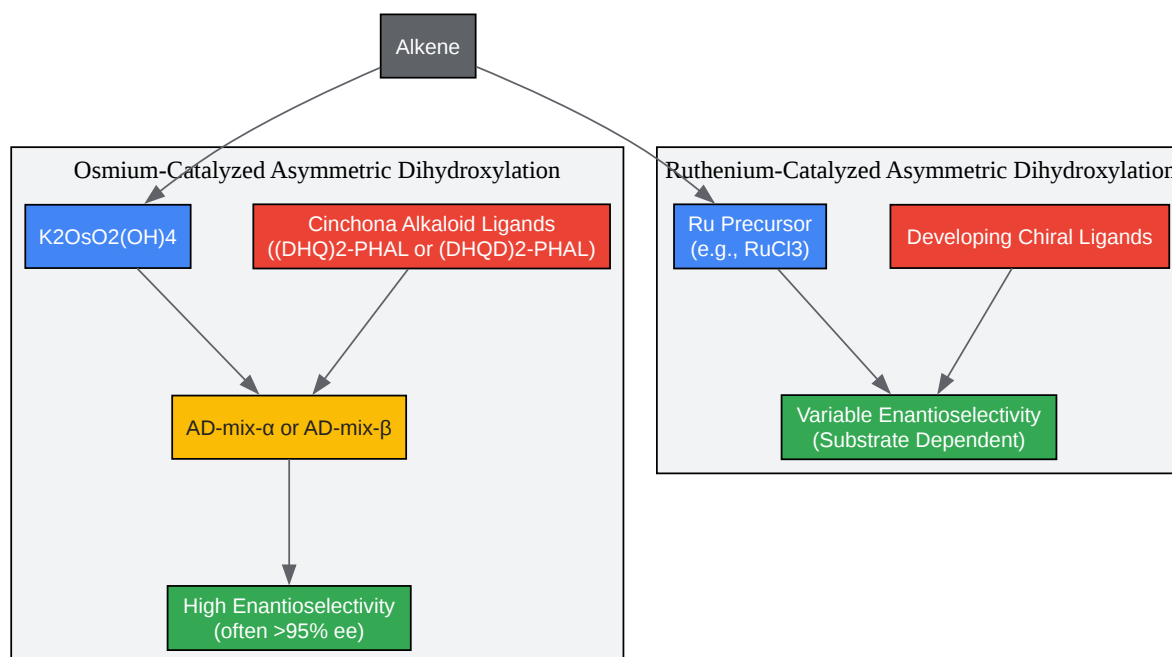 Alkene
Osmium-Catalyzed Asymmetric Dihydroxylation
K2OsO2(OH)4
Cinchona Alkaloid Ligands
((DHQ)2-PHAL or (DHQD)2-PHAL)
AD-mix-α or AD-mix-β
High Enantioselectivity
(often >95% ee)
Ruthenium-Catalyzed Asymmetric Dihydroxylation
Ru Precursor
(e.g., RuCl3)
Developing Chiral Ligands
Variable Enantioselectivity
(Substrate Dependent)